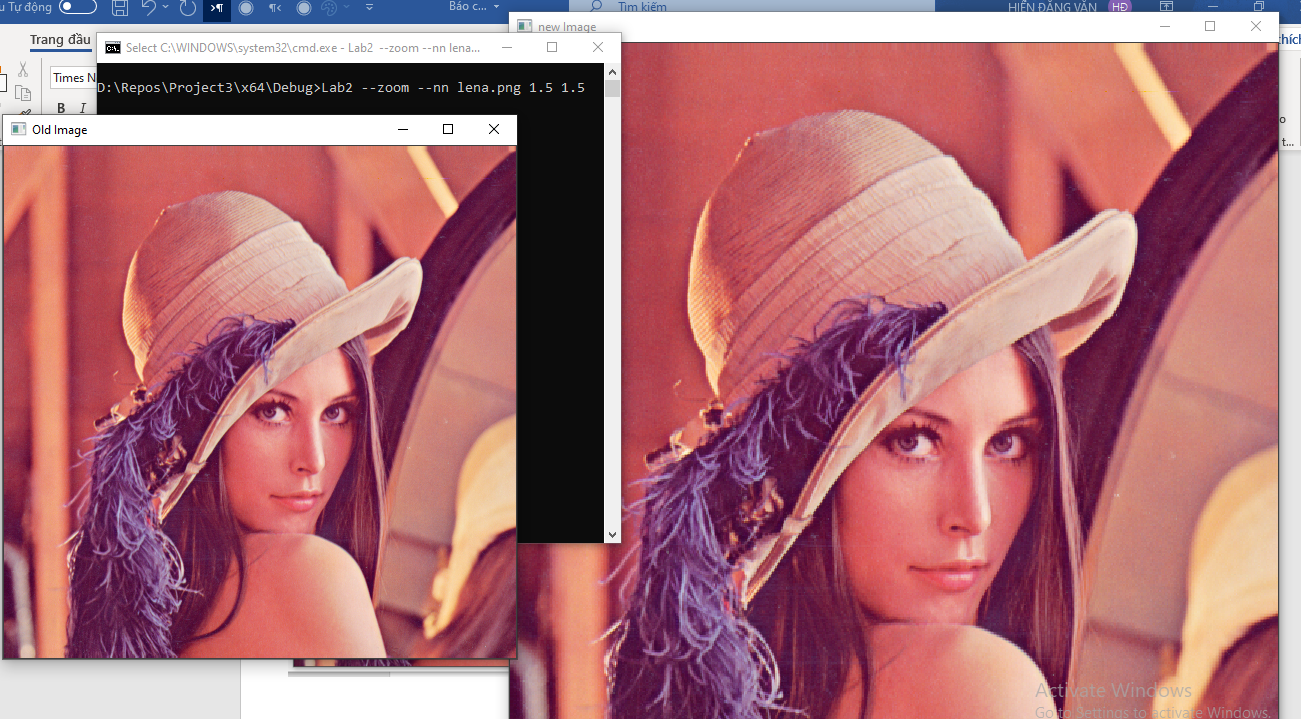 u Tự động
Báo c...
Tìm kiếm
HIỂN ĐẶNG VĂN
HĐ
new Image
Trang đầu
Select C:\WINDOWS\system32\cmd.exe - Lab2 --zoom --nn lena...
Times N
D:\Repos\Project3\x64\Debug>Lab2 --zoom --nn lena.png 1.5 1.5
B I
Old Image
t...
Activate Windows
Go to Settings to activate Windows.